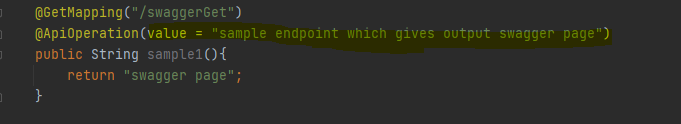 @GetMapping("/swaggerGet")
@ApiOperation(value = "sample endpoint which gives output swagger page")
public String sample1(){
return "swagger page";
}